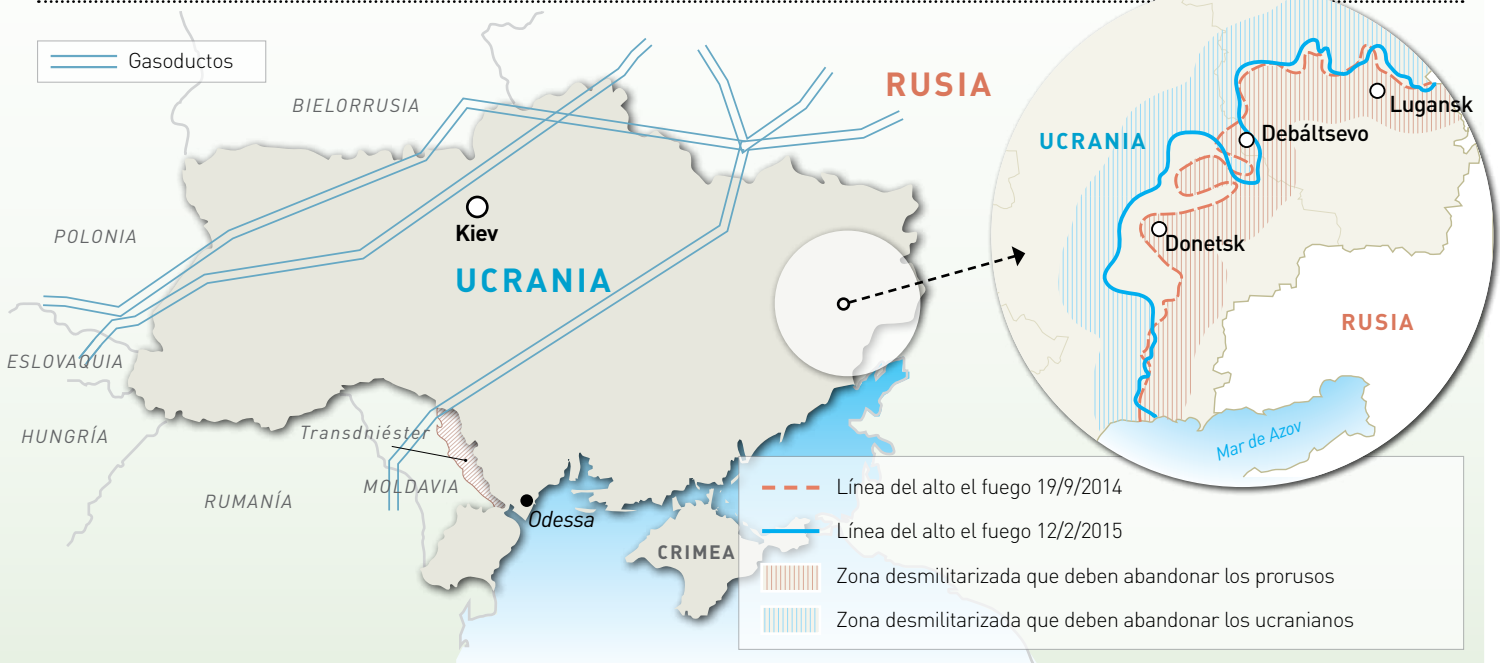 Gasoductos
BIELORRUSIA
RUSIA
POLONIA
Kiev
UCRANIA
ESLOVAQUIA
HUNGRÍA
Transdniéster
RUMANÍA
MOLDAVIA
Odessa
CRIMEA
UCRANIA
Lugansk
Debáltsevo
Donetsk
RUSIA
Mar de Azov
Línea del alto el fuego 19/9/2014
Línea del alto el fuego 12/2/2015
Zona desmilitarizada que deben abandonar los prorusos
Zona desmilitarizada que deben abandonar los ucranianos